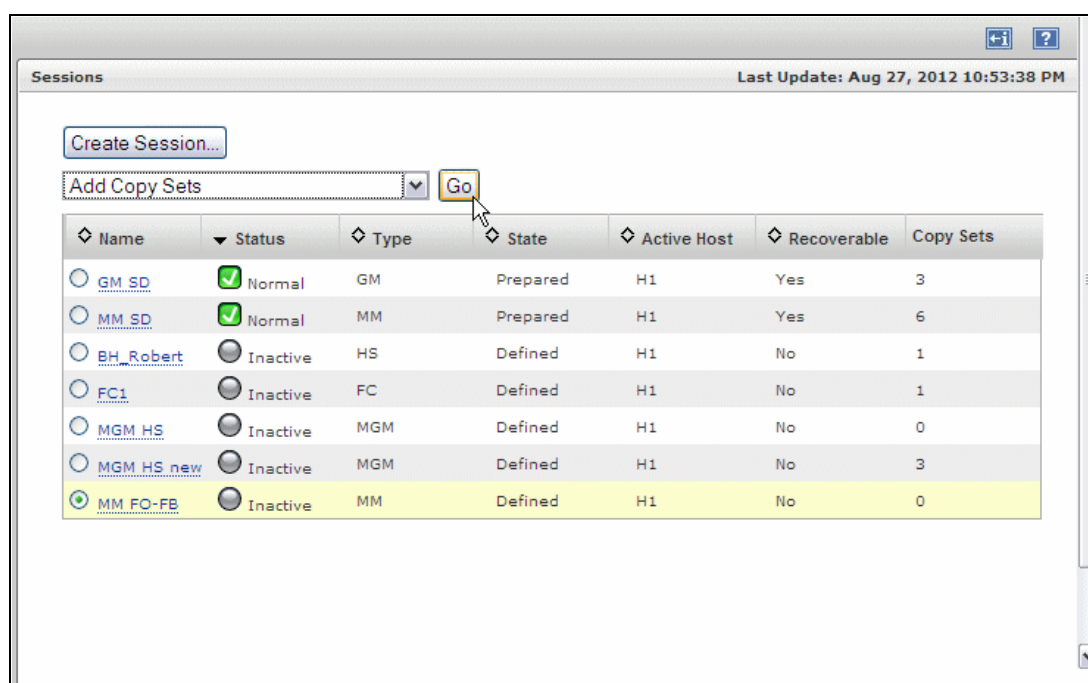 ?
Sessions Last Update: Aug 27, 2012 10:53:38 PM
Create Session...
Add Copy Sets Go
Name Status Type State Active Host Recoverable Copy Sets
GM SD Normal GM Prepared H1 Yes 3
MM SD Normal MM Prepared H1 Yes 6
BH_Robert Inactive HS Defined H1 No 1
FC1 Inactive FC Defined H1 No 1
MGM HS Inactive MGM Defined H1 No 0
MGM HS new Inactive MGM Defined H1 No 3
MM FO-FB Inactive MM Defined H1 No 0